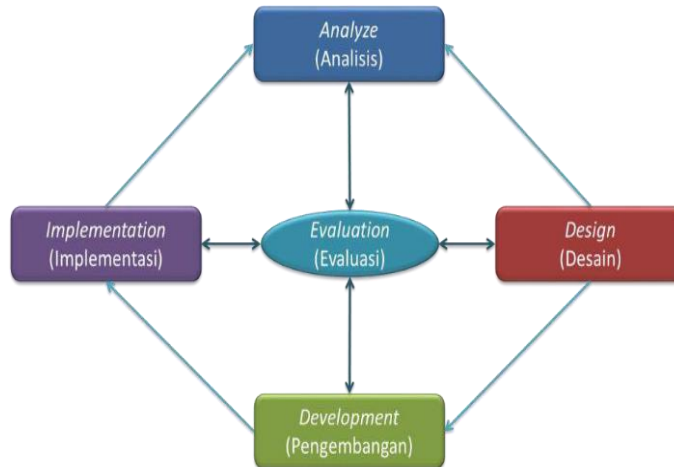 Analyze
(Analisis)
Implementation
(Implementasi)
Evaluation
(Evaluasi)
Design
(Desain)
Development
(Pengembangan)